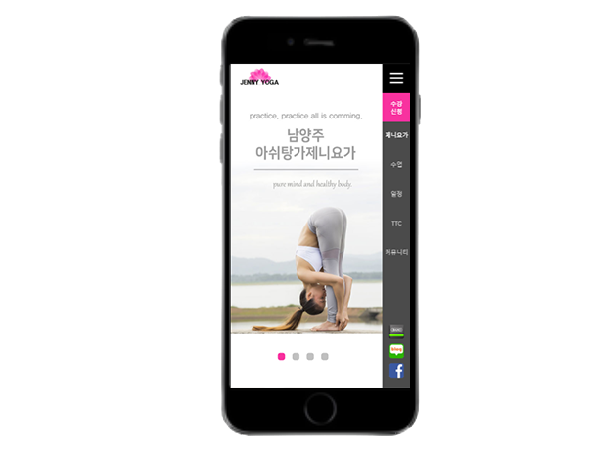 JENNY YOGA
practice, practice all is comming,
남양주
아쉬탕가제니요가
pure mind and healthy body.
수강
신청
제니요가
수업
일정
TTC
커뮤니티
blog